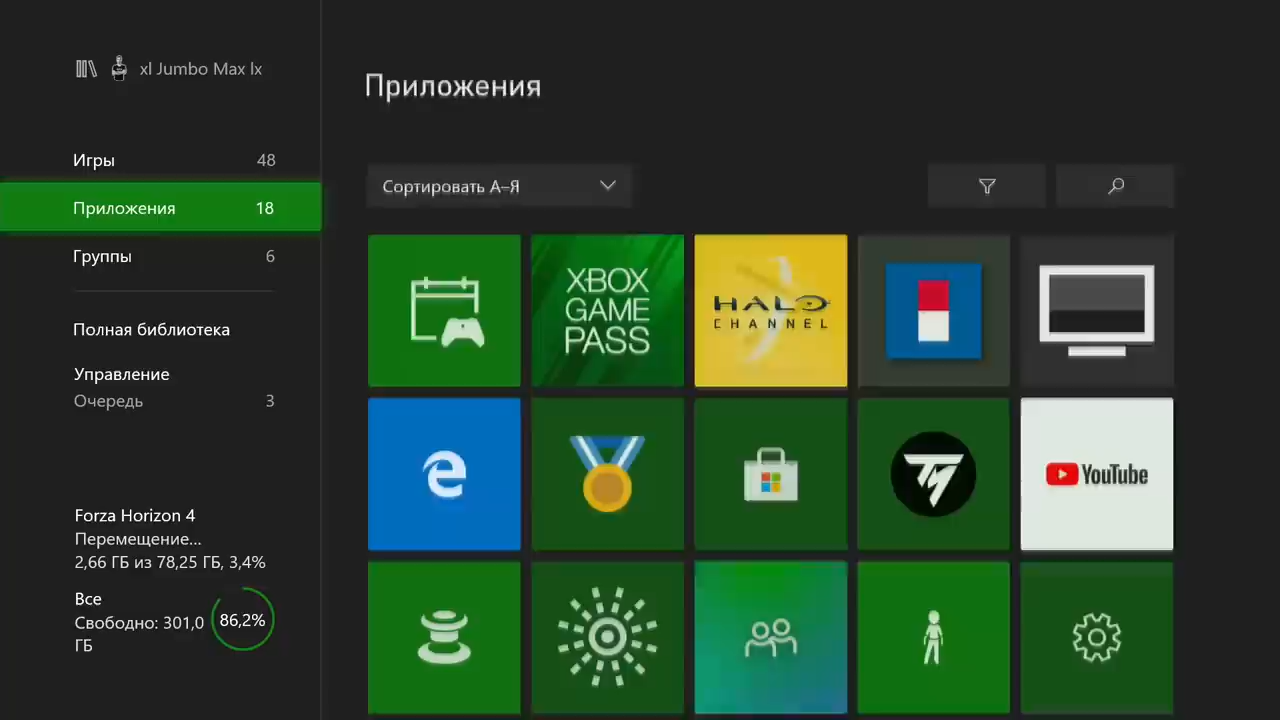 xl Jumbo Max lx
Игры 48
Приложения 18
Группы 6
Полная библиотека
Управление
Очередь 3
Forza Horizon 4
Перемещение...
2,66 ГБ из 78,25 ГБ, 3,4%
Все
Свободно: 301,0
ГБ
86,2%
Приложения
Сортировать А–Я
XBOX
GAME
PASS
HALO
CHANNEL
YouTube